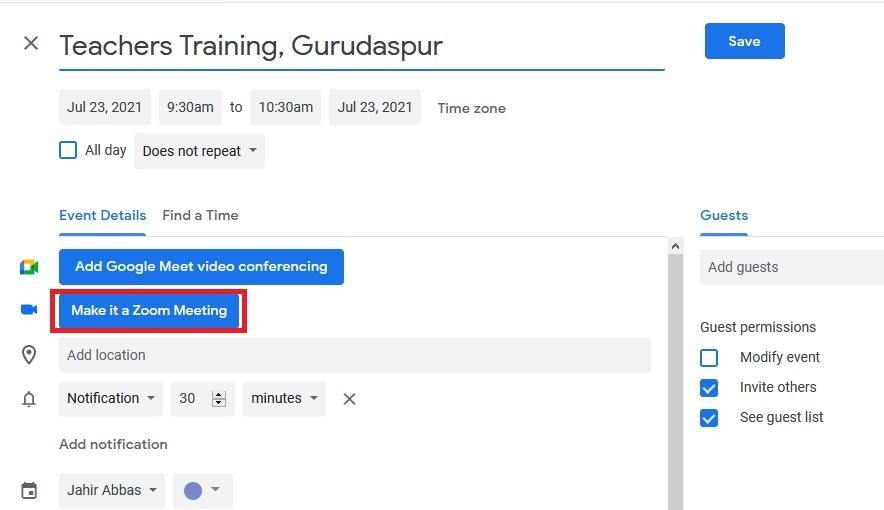 Teachers Training, Gurudaspur
Save
Jul 23, 2021 9:30am to 10:30am Jul 23, 2021 Time zone
All day Does not repeat
Event Details Find a Time
Guests
Add Google Meet video conferencing
Add guests
Make it a Zoom Meeting
Guest permissions
Add location
Modify event
Invite others
Notification 30 minutes
See guest list
Add notification
Jahir Abbas